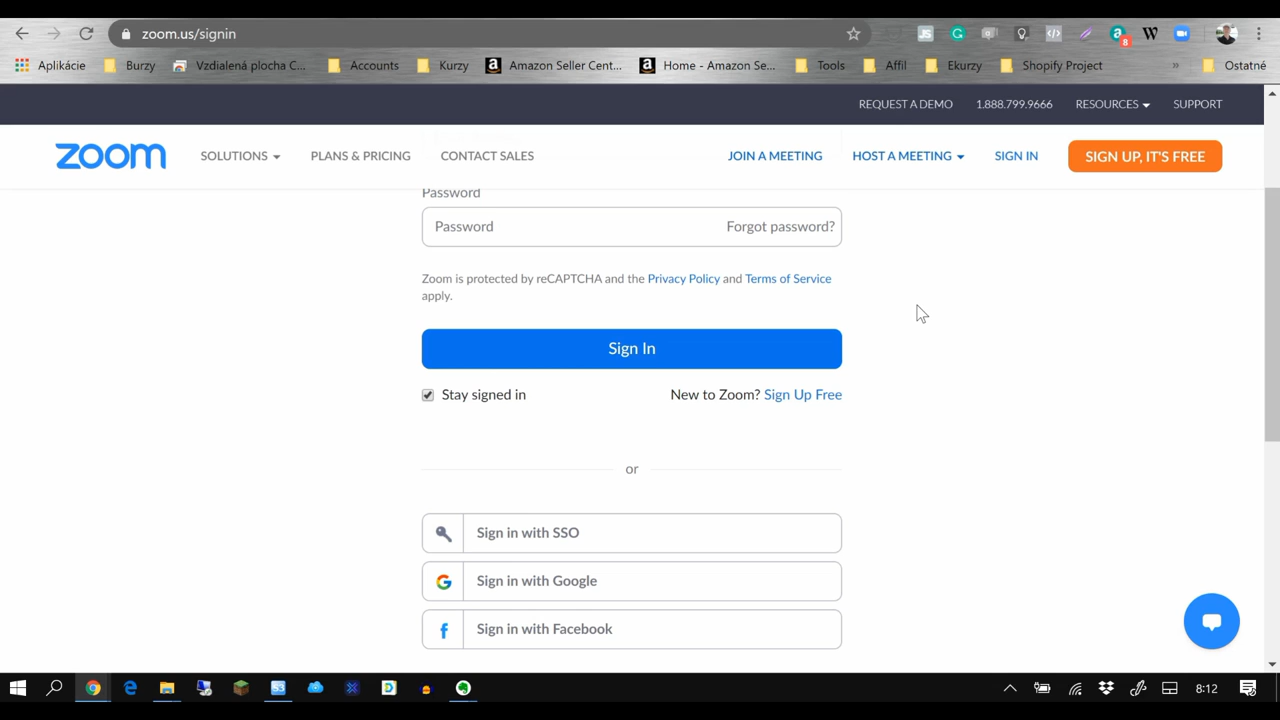 zoom.us/signin
8
Aplikácie Burzy Vzdialená plocha C... Accounts Kurzy Amazon Seller Cent... Home - Amazon Se... Tools Affil Ekurzy Shopify Project » Ostatné
REQUEST A DEMO 1.888.799.9666 RESOURCES SUPPORT
zoom SOLUTIONS PLANS & PRICING CONTACT SALES JOIN A MEETING HOST A MEETING SIGN IN SIGN UP, IT'S FREE
Password
Password Forgot password?
Zoom is protected by reCAPTCHA and the Privacy Policy and Terms of Service
apply.
Sign In
Stay signed in New to Zoom? Sign Up Free
or
Sign in with SSO
Sign in with Google
Sign in with Facebook
8:12